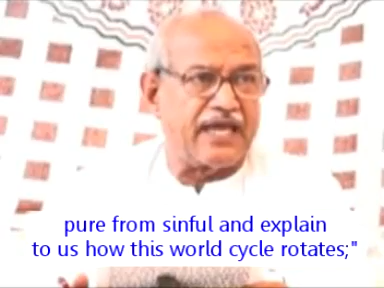 pure from sinful and explain
to us how this world cycle rotates;"